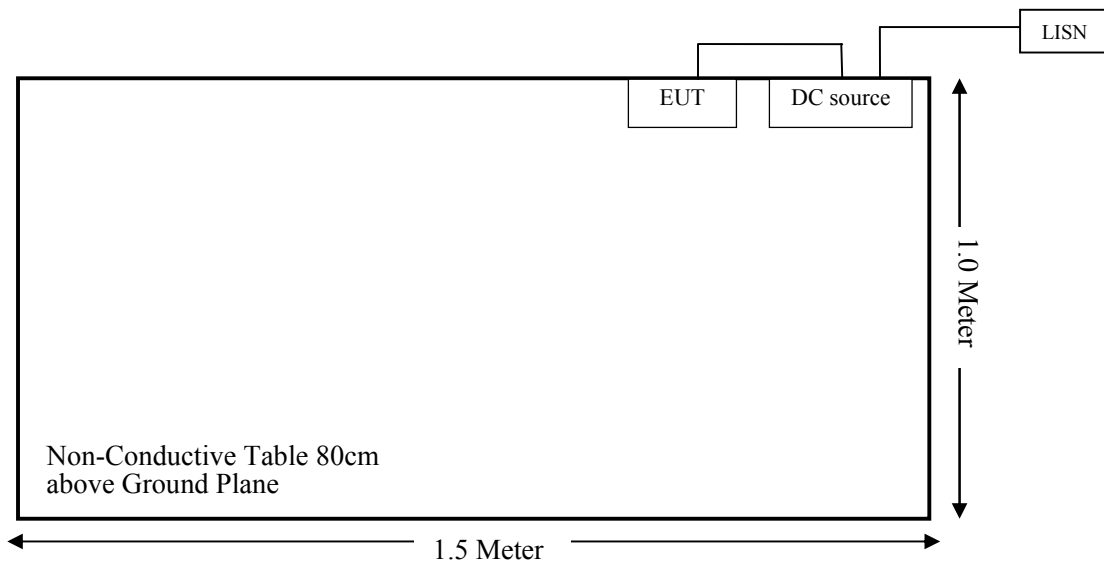 LISN
EUT
DC source
1.0 Meter
Non-Conductive Table 80cm
above Ground Plane
1.5 Meter